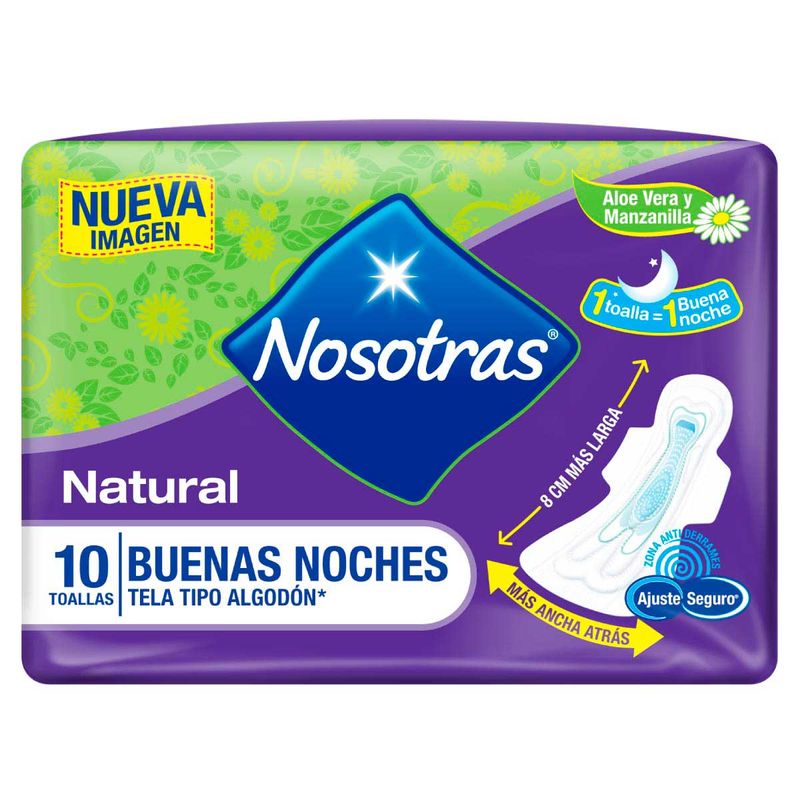 NUEVA
IMAGEN
Aloe Vera y
Manzanilla
1 toalla = 1 Buena
noche
Nosotras®
8 CM MÁS LARGA
Natural
10
TOALLAS
BUENAS NOCHES
TELA TIPO ALGODÓN*
ZONA ANTIDERRAMES
Ajuste Seguro®
MÁS ANCHA ATRÁS